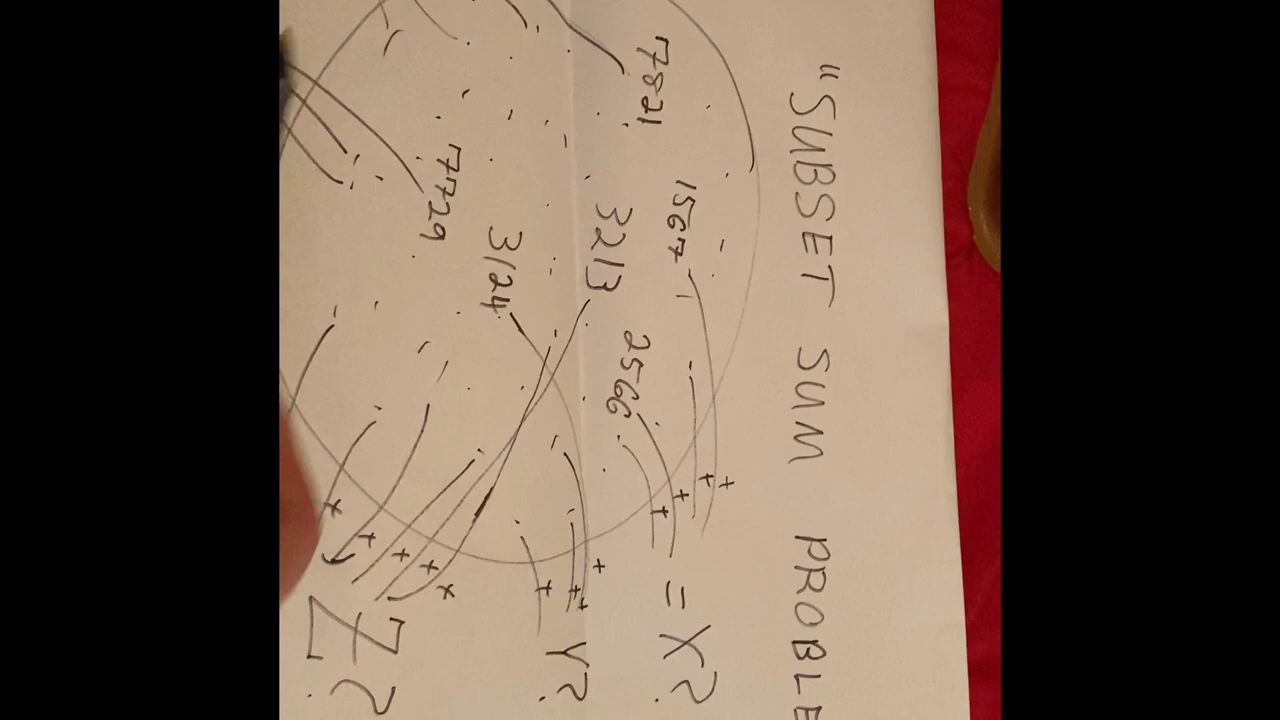 "SUBSET SUM PROBLE
7821
1567
3213
2566
= X?
7729
3124
Y?
Z?